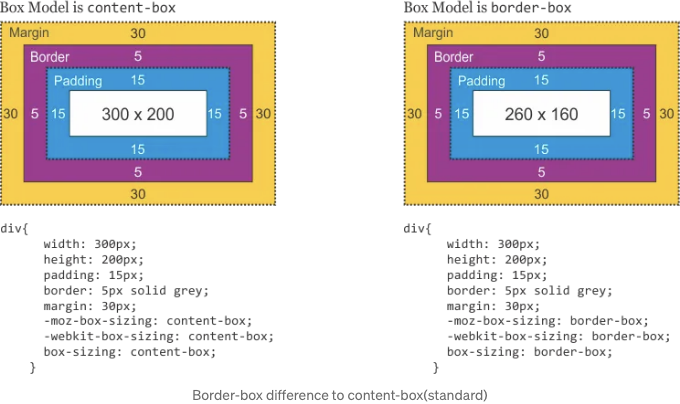 Box Model is content-box
Margin
30
Border
5
Padding
15
30
5
15
300 x 200
15
5
30
15
5
30
div{
width: 300px;
height: 200px;
padding: 15px;
border: 5px solid grey;
margin: 30px;
-moz-box-sizing: content-box;
-webkit-box-sizing: content-box;
box-sizing: content-box;
}
Box Model is border-box
Margin
30
Border
5
Padding
15
30
5
15
260 x 160
15
5
30
15
5
30
div{
width: 300px;
height: 200px;
padding: 15px;
border: 5px solid grey;
margin: 30px;
-moz-box-sizing: border-box;
-webkit-box-sizing: border-box;
box-sizing: border-box;
}
Border-box difference to content-box(standard)